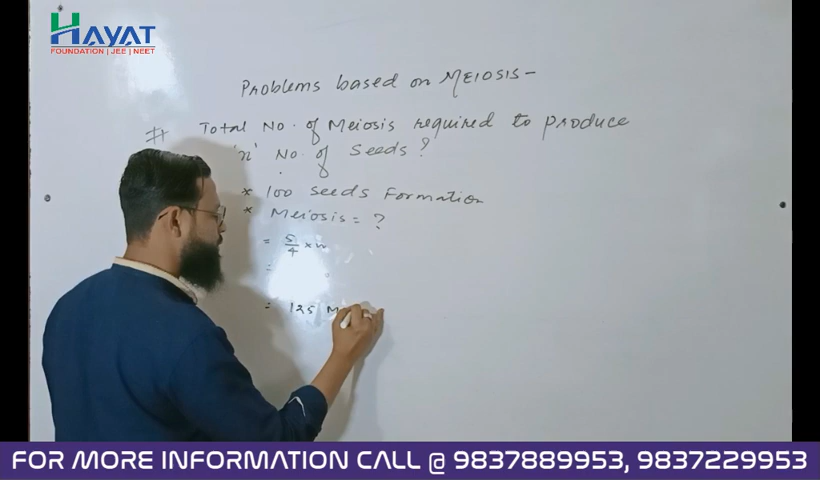 HAYAT
FOUNDATION | JEE | NEET
Problems based on MEIOSIS-
# Total No. of Meiosis required to produce
'n' No. of Seeds?
* 100 Seeds Formation
* Meiosis = ?
= 5/4 × n
=
= 125 M
FOR MORE INFORMATION CALL @ 9837889953, 9837229953